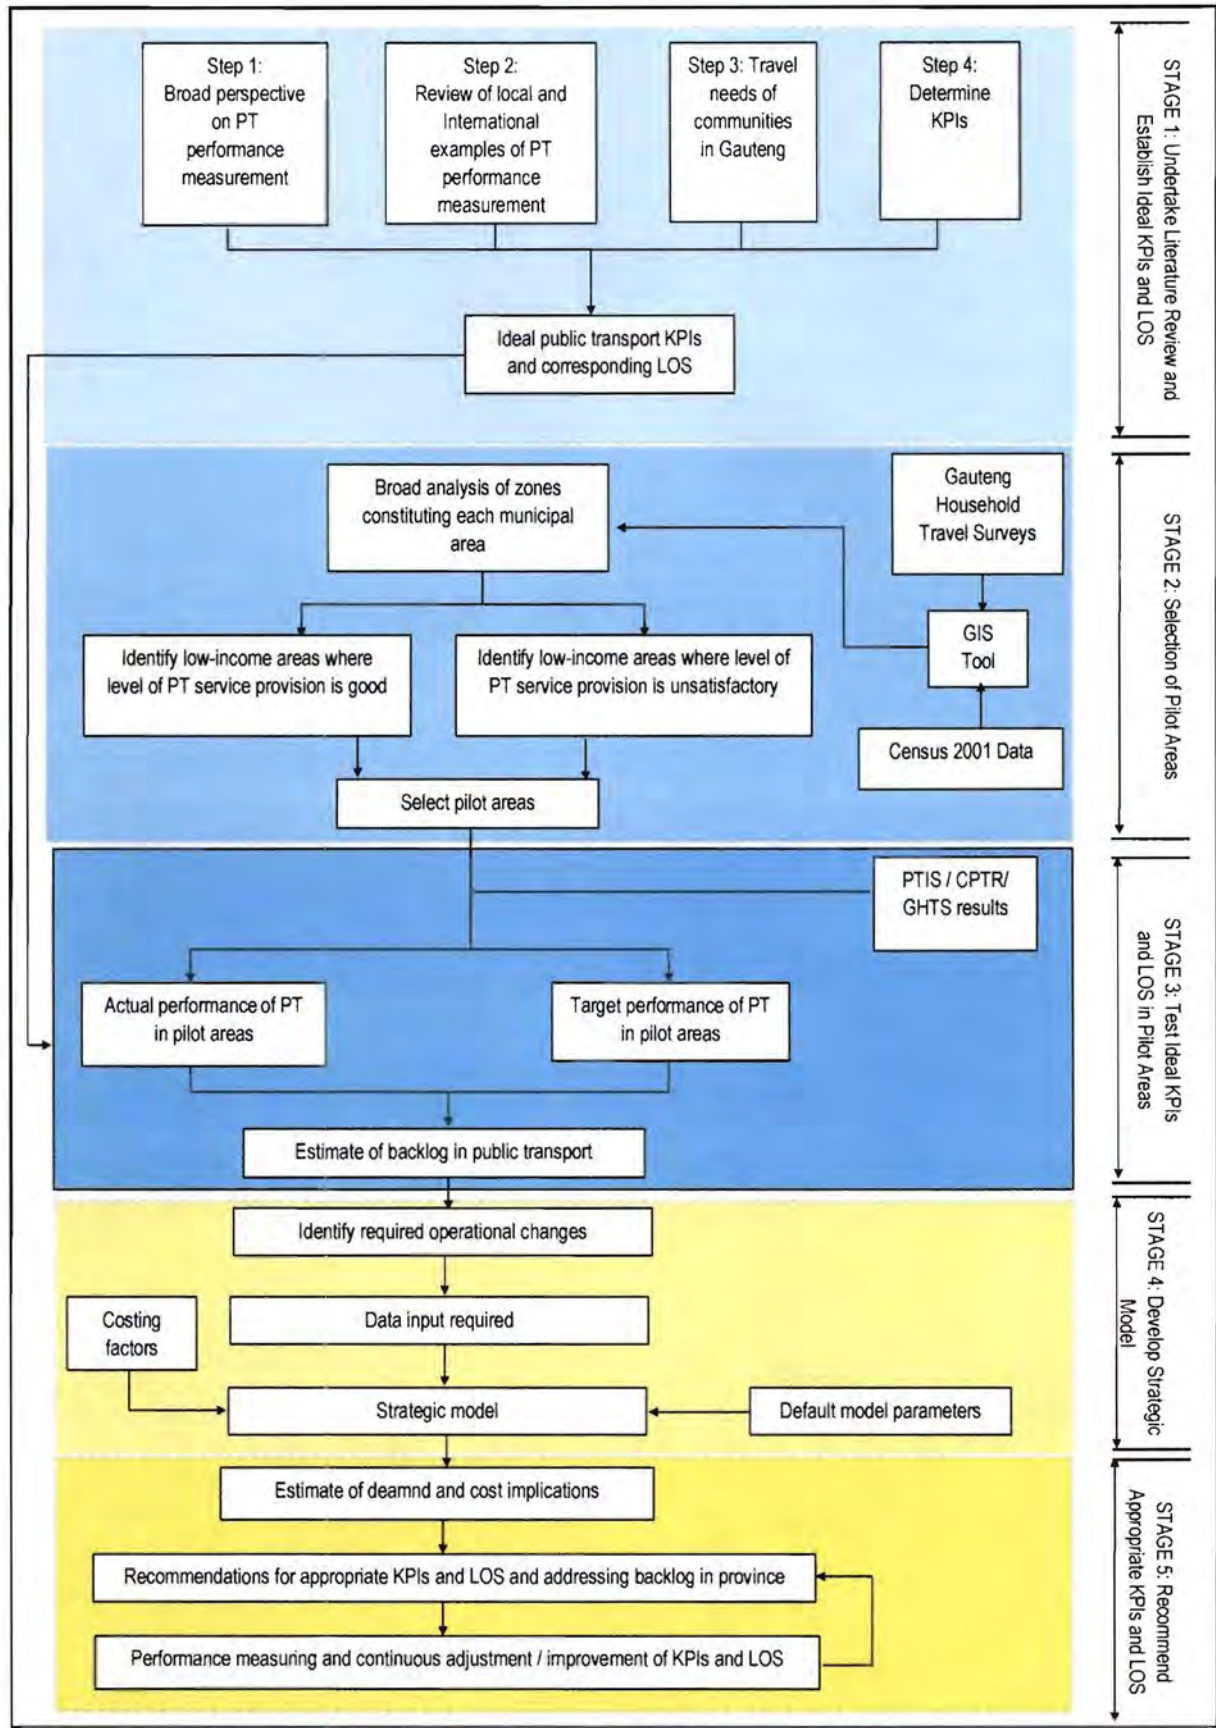 Step 1:
Broad perspective
on PT
performance
measurement
Step 2:
Review of local and
International
examples of PT
performance
measurement
Step 3: Travel
needs of
communities
in Gauteng
Step 4:
Determine
KPIs
Ideal public transport KPIs
and corresponding LOS
STAGE 1: Undertake Literature Review and
Establish Ideal KPIs and LOS
Broad analysis of zones
constituting each municipal
area
Gauteng
Household
Travel Surveys
GIS
Tool
Identify low-income areas where
level of PT service provision is good
Identify low-income areas where level of
PT service provision is unsatisfactory
Census 2001 Data
Select pilot areas
STAGE 2: Selection of Pilot Areas
PTIS / CPTR/
GHTS results
Actual performance of PT
in pilot areas
Target performance of PT
in pilot areas
Estimate of backlog in public transport
STAGE 3: Test Ideal KPIs
and LOS in Pilot Areas
Identify required operational changes
Costing
factors
Data input required
Strategic model
Default model parameters
STAGE 4: Develop Strategic
Model
Estimate of deamnd and cost implications
Recommendations for appropriate KPIs and LOS and addressing backlog in province
Performance measuring and continuous adjustment / improvement of KPIs and LOS
STAGE 5: Recommend
Appropriate KPIs and LOS